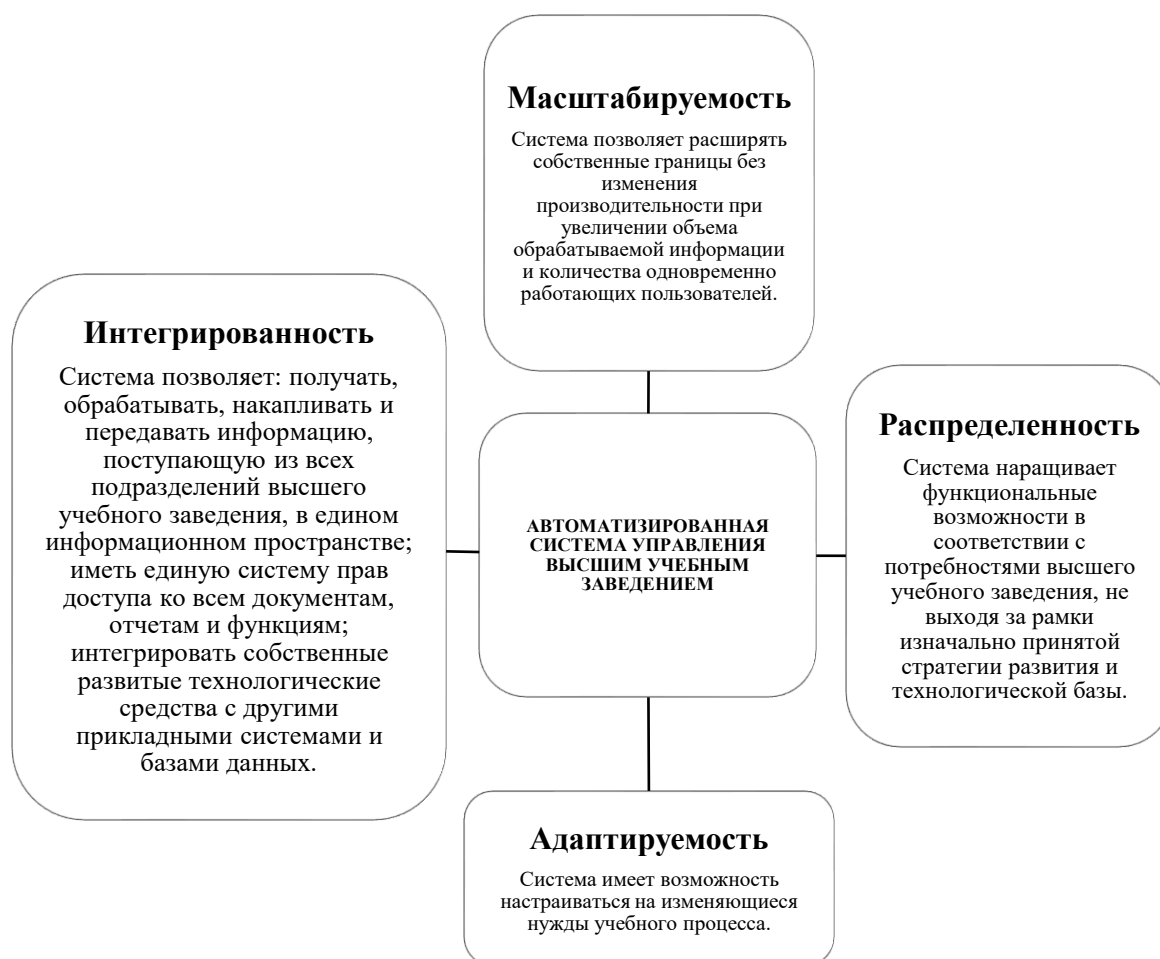 Масштабируемость
Система позволяет расширять
собственные границы без
изменения
производительности при
увеличении объема
обрабатываемой информации
и количества одновременно
работающих пользователей.
Интегрированность
Система позволяет: получать,
обрабатывать, накапливать и
передавать информацию,
поступающую из всех
подразделений высшего
учебного заведения, в едином
информационном пространстве;
иметь единую систему прав
доступа ко всем документам,
отчетам и функциям;
интегрировать собственные
развитые технологические
средства с другими
прикладными системами и
базами данных.
АВТОМАТИЗИРОВАННАЯ
СИСТЕМА УПРАВЛЕНИЯ
ВЫСШИМ УЧЕБНЫМ
ЗАВЕДЕНИЕМ
Распределенность
Система наращивает
функциональные
возможности в
соответствии с
потребностями высшего
учебного заведения, не
выходя за рамки
изначально принятой
стратегии развития и
технологической базы.
Адаптируемость
Система имеет возможность
настраиваться на изменяющиеся
нужды учебного процесса.